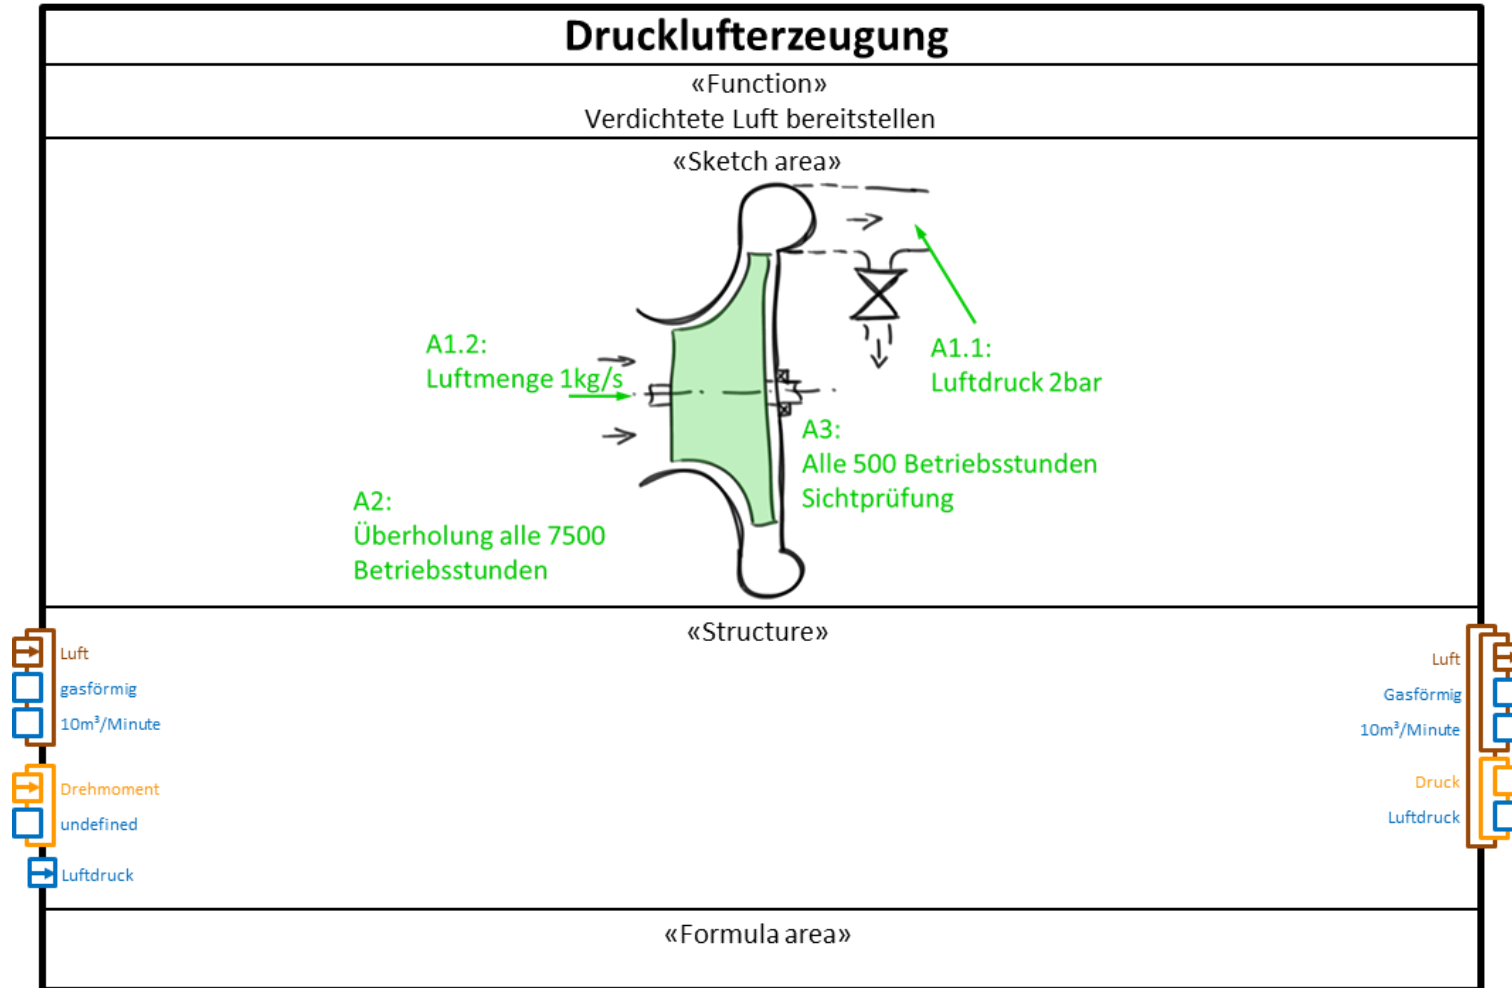 Drucklufterzeugung
«Function»
Verdichtete Luft bereitstellen
«Sketch area»
A1.2:
Luftmenge 1kg/s
A1.1:
Luftdruck 2bar
A3:
Alle 500 Betriebsstunden
Sichtprüfung
A2:
Überholung alle 7500
Betriebsstunden
«Structure»
Luft
gasförmig
10m³/Minute
Drehmoment
undefined
Luftdruck
Luft
Gasförmig
10m³/Minute
Druck
Luftdruck
«Formula area»